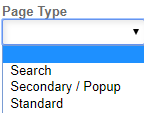 Page Type
Search
Secondary / Popup
Standard